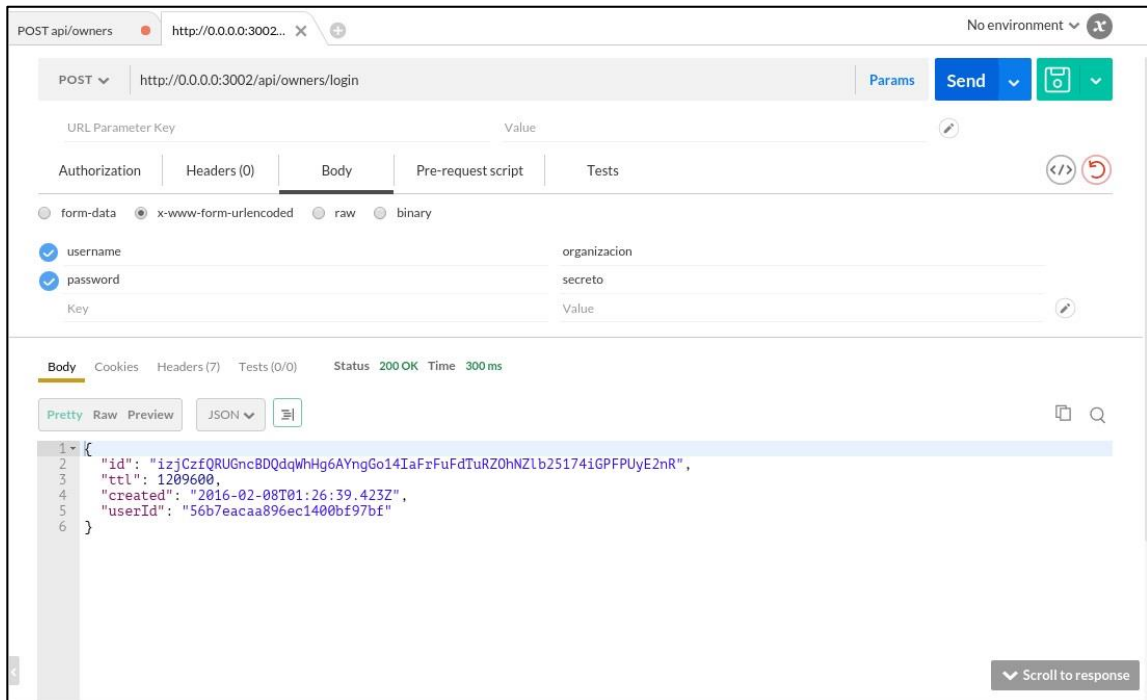 POST api/owners http://0.0.0.0:3002... No environment
POST http://0.0.0.0:3002/api/owners/login Params Send
URL Parameter Key Value
Authorization Headers (0) Body Pre-request script Tests
form-data x-www-form-urlencoded raw binary
username organizacion
password secreto
Key Value
Body Cookies Headers (7) Tests (0/0) Status 200 OK Time 300 ms
Pretty Raw Preview JSON
1 {
2 "id": "izjCzfQRUGncBDQdqWhHg6AYngGo14IaFrFuFdTuRZOhNZlb25174iGPFPUyE2nR",
3 "ttl": 1209600,
4 "created": "2016-02-08T01:26:39.423Z",
5 "userId": "56b7eacaa896ec1400bf97bf"
6 }
Scroll to response